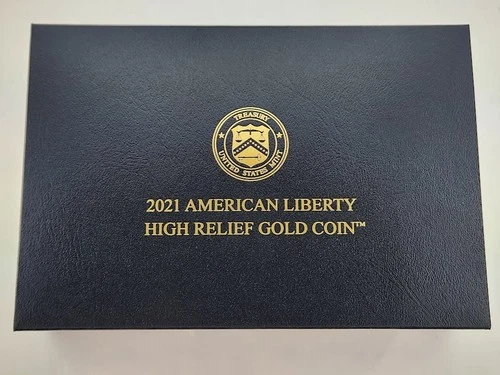 TREASURY
UNITED STATES MINT
2021 AMERICAN LIBERTY
HIGH RELIEF GOLD COIN™